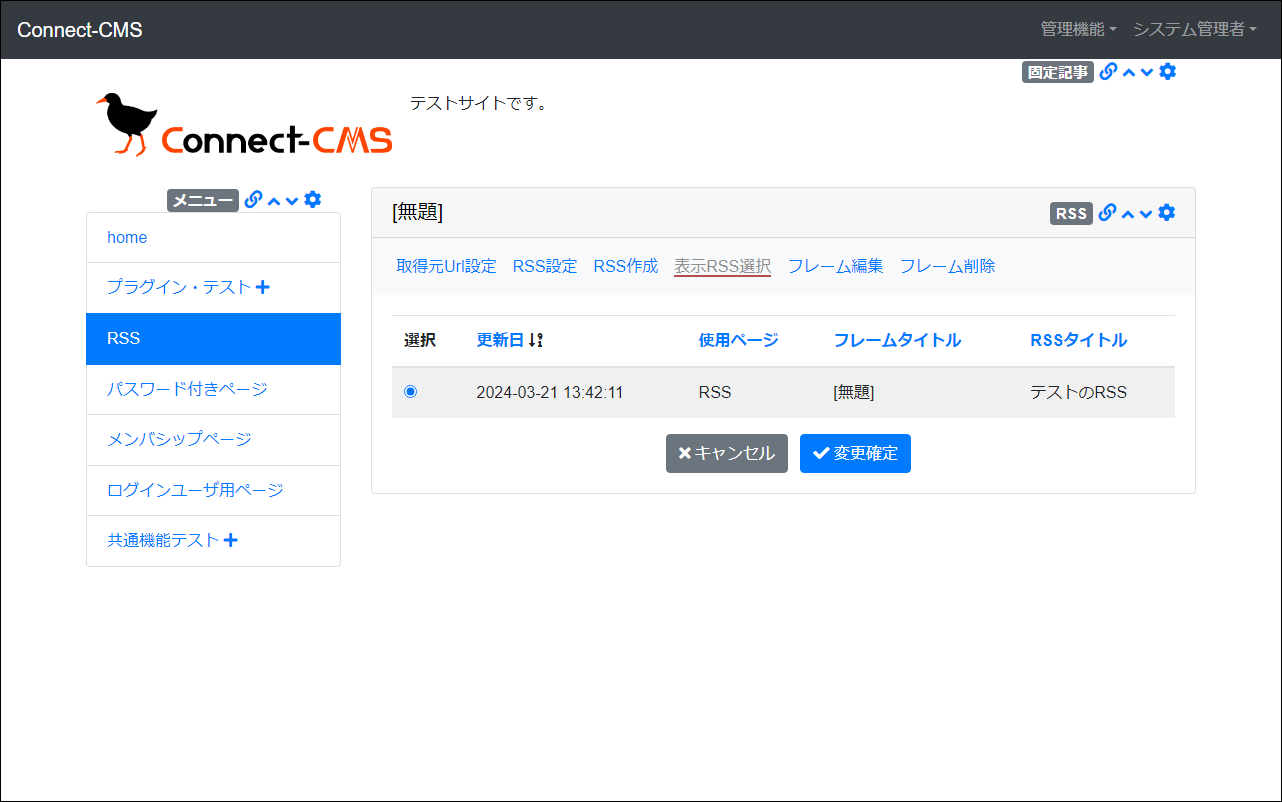 Connect-CMS 管理機能 システム管理者
固定記事
テストサイトです。
Connect-CMS
メニュー
home
プラグイン・テスト
RSS
パスワード付きページ
メンバシップページ
ログインユーザ用ページ
共通機能テスト
[無題] RSS
取得元Url設定 RSS設定 RSS作成 表示RSS選択 フレーム編集 フレーム削除
選択 更新日 使用ページ フレームタイトル RSSタイトル
2024-03-21 13:42:11 RSS [無題] テストのRSS
キャンセル 変更確定